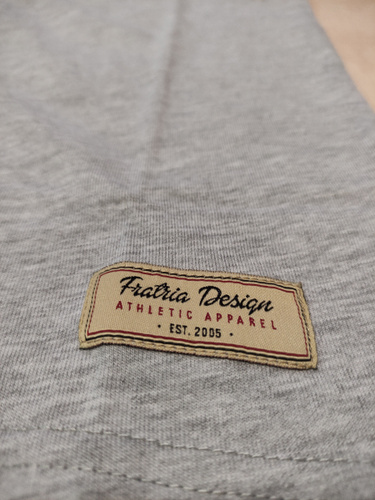 Fratria Design
ATHLETIC APPAREL
· EST. 2005 ·